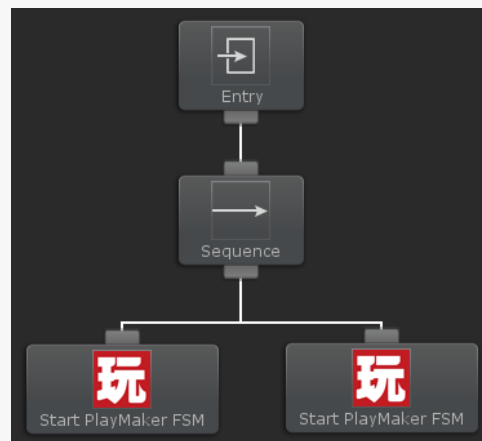 Entry
Sequence
玩
Start PlayMaker FSM
玩
Start PlayMaker FSM